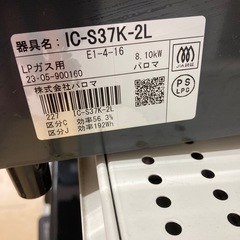 器具名: IC-S37K-2L
E1-4-16 8.10kW
LPガス用 パロマ
23-05-900160
株式会社パロマ
227 IC-S37K-2L
区分C 効率56.3%
区分J 効率192Wh
PS
LPG